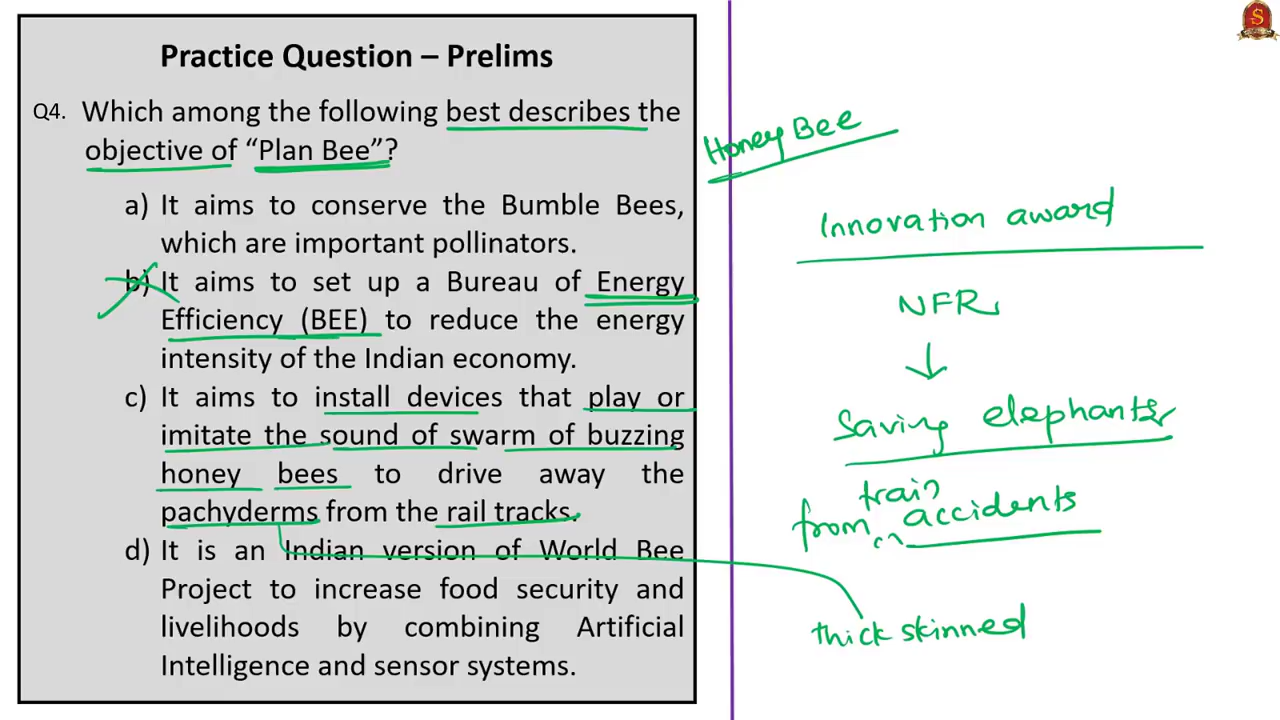 Practice Question – Prelims
Q4. Which among the following best describes the
objective of “Plan Bee”?
a) It aims to conserve the Bumble Bees,
which are important pollinators.
b) It aims to set up a Bureau of Energy
Efficiency (BEE) to reduce the energy
intensity of the Indian economy.
c) It aims to install devices that play or
imitate the sound of swarm of buzzing
honey bees to drive away the
pachyderms from the rail tracks.
d) It is an Indian version of World Bee
Project to increase food security and
livelihoods by combining Artificial
Intelligence and sensor systems.
Honey Bee
Innovation award
NFR
Saving elephants
train
from accidents
thick skinned
S